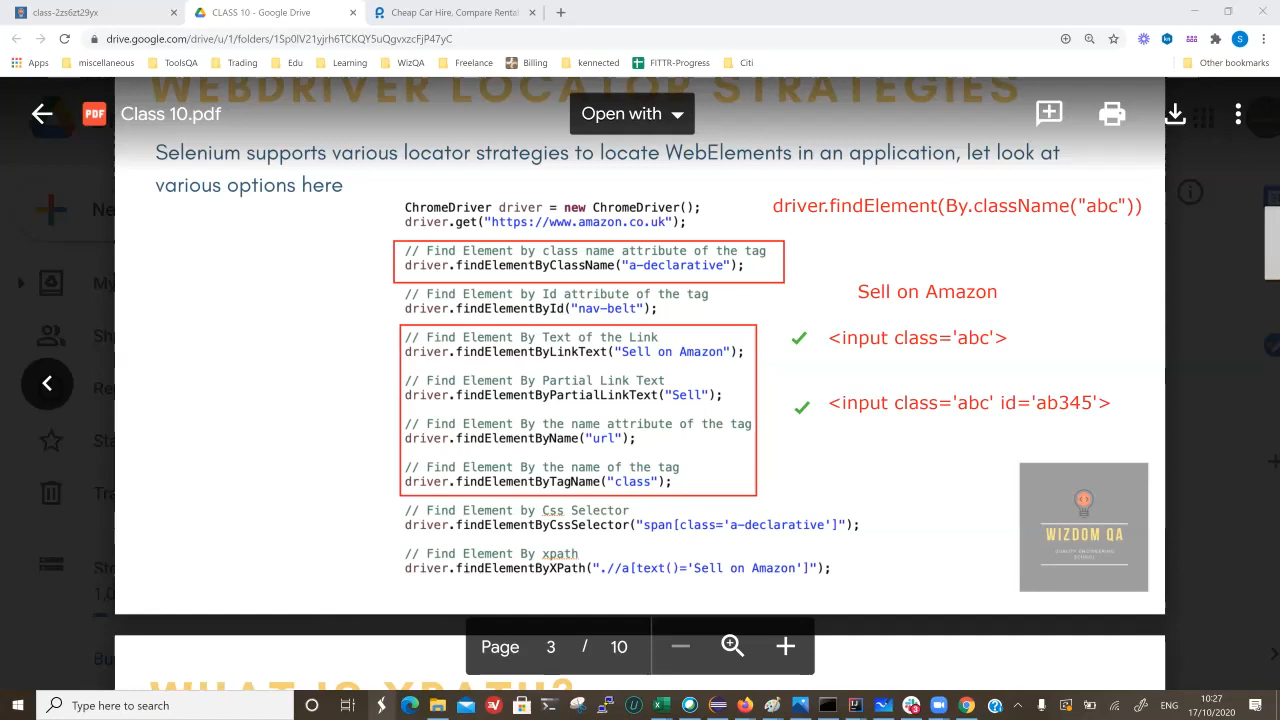 class-2zs6zt29yx
CLASS 10 - Google Drive
Cheap Car Hire, Compare Rental
drive.google.com/drive/u/1/folders/1Sp0lV21yjrh6TCKQY5uQgvxzcFjP47yC
Apps
miscellaneous
ToolsQA
Trading
Edu
Learning
WizQA
Freelance
Billing
kennected
FITTR-Progress
Citi
Other bookmarks
WEBDRIVER LOCATOR STRATEGIES
PDF
Class 10.pdf
Open with
Selenium supports various locator strategies to locate WebElements in an application, let look at
various options here
ChromeDriver driver = new ChromeDriver();
driver.get("https://www.amazon.co.uk");
driver.findElement(By.className("abc"))
// Find Element by class name attribute of the tag
driver.findElementByClassName("a-declarative");
// Find Element by Id attribute of the tag
driver.findElementById("nav-belt");
Sell on Amazon
// Find Element By Text of the Link
driver.findElementByLinkText("Sell on Amazon");
<input class='abc'>
// Find Element By Partial Link Text
driver.findElementByPartialLinkText("Sell");
<input class='abc' id='ab345'>
// Find Element By the name attribute of the tag
driver.findElementByName("url");
// Find Element By the name of the tag
driver.findElementByTagName("class");
// Find Element by Css Selector
driver.findElementByCssSelector("span[class='a-declarative']");
// Find Element By xpath
driver.findElementByXPath(".//a[text()='Sell on Amazon']");
WIZDOM QA
QUALITY ENGINEERING
SCHOOL
Page 3 / 10
WHAT IS XPATH?
Type here to search
ENG
10:27
17/10/2020